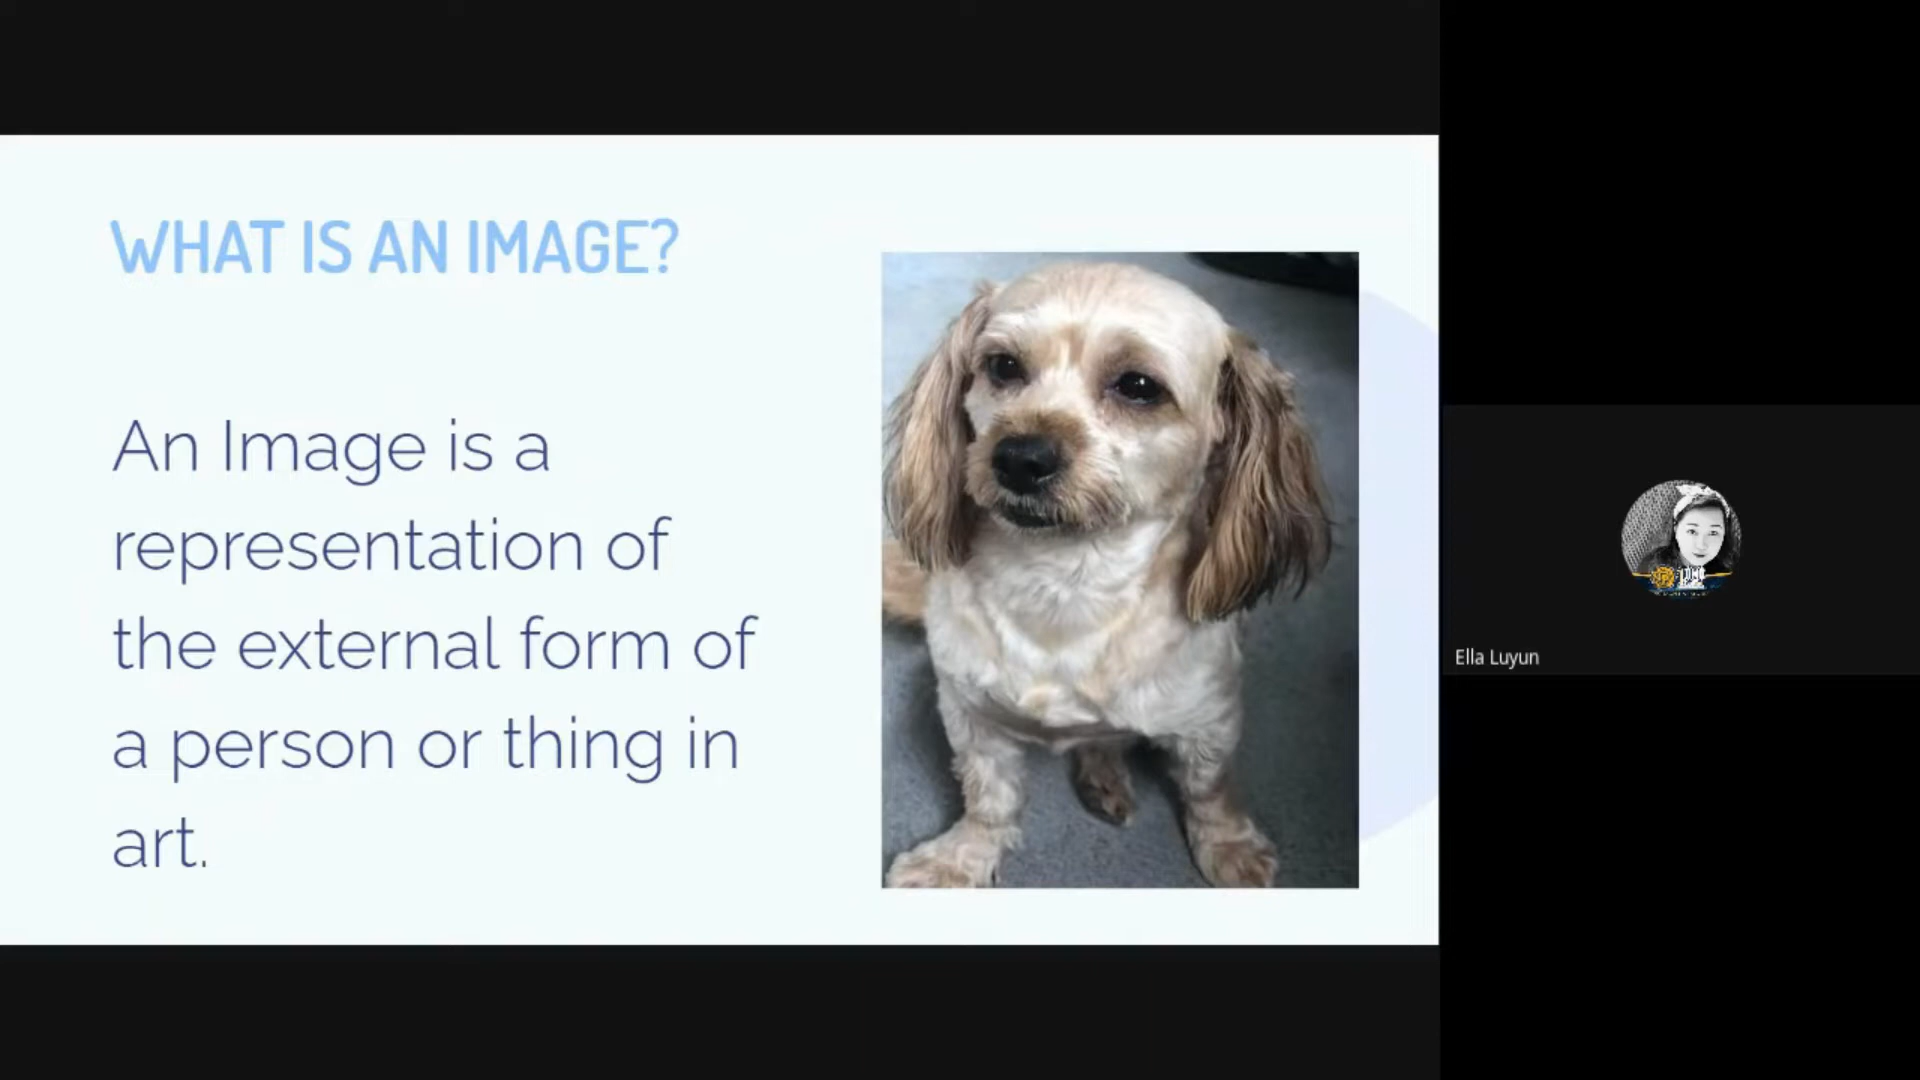 WHAT IS AN IMAGE?
An Image is a
representation of
the external form of
a person or thing in
art.
Ella Luyun